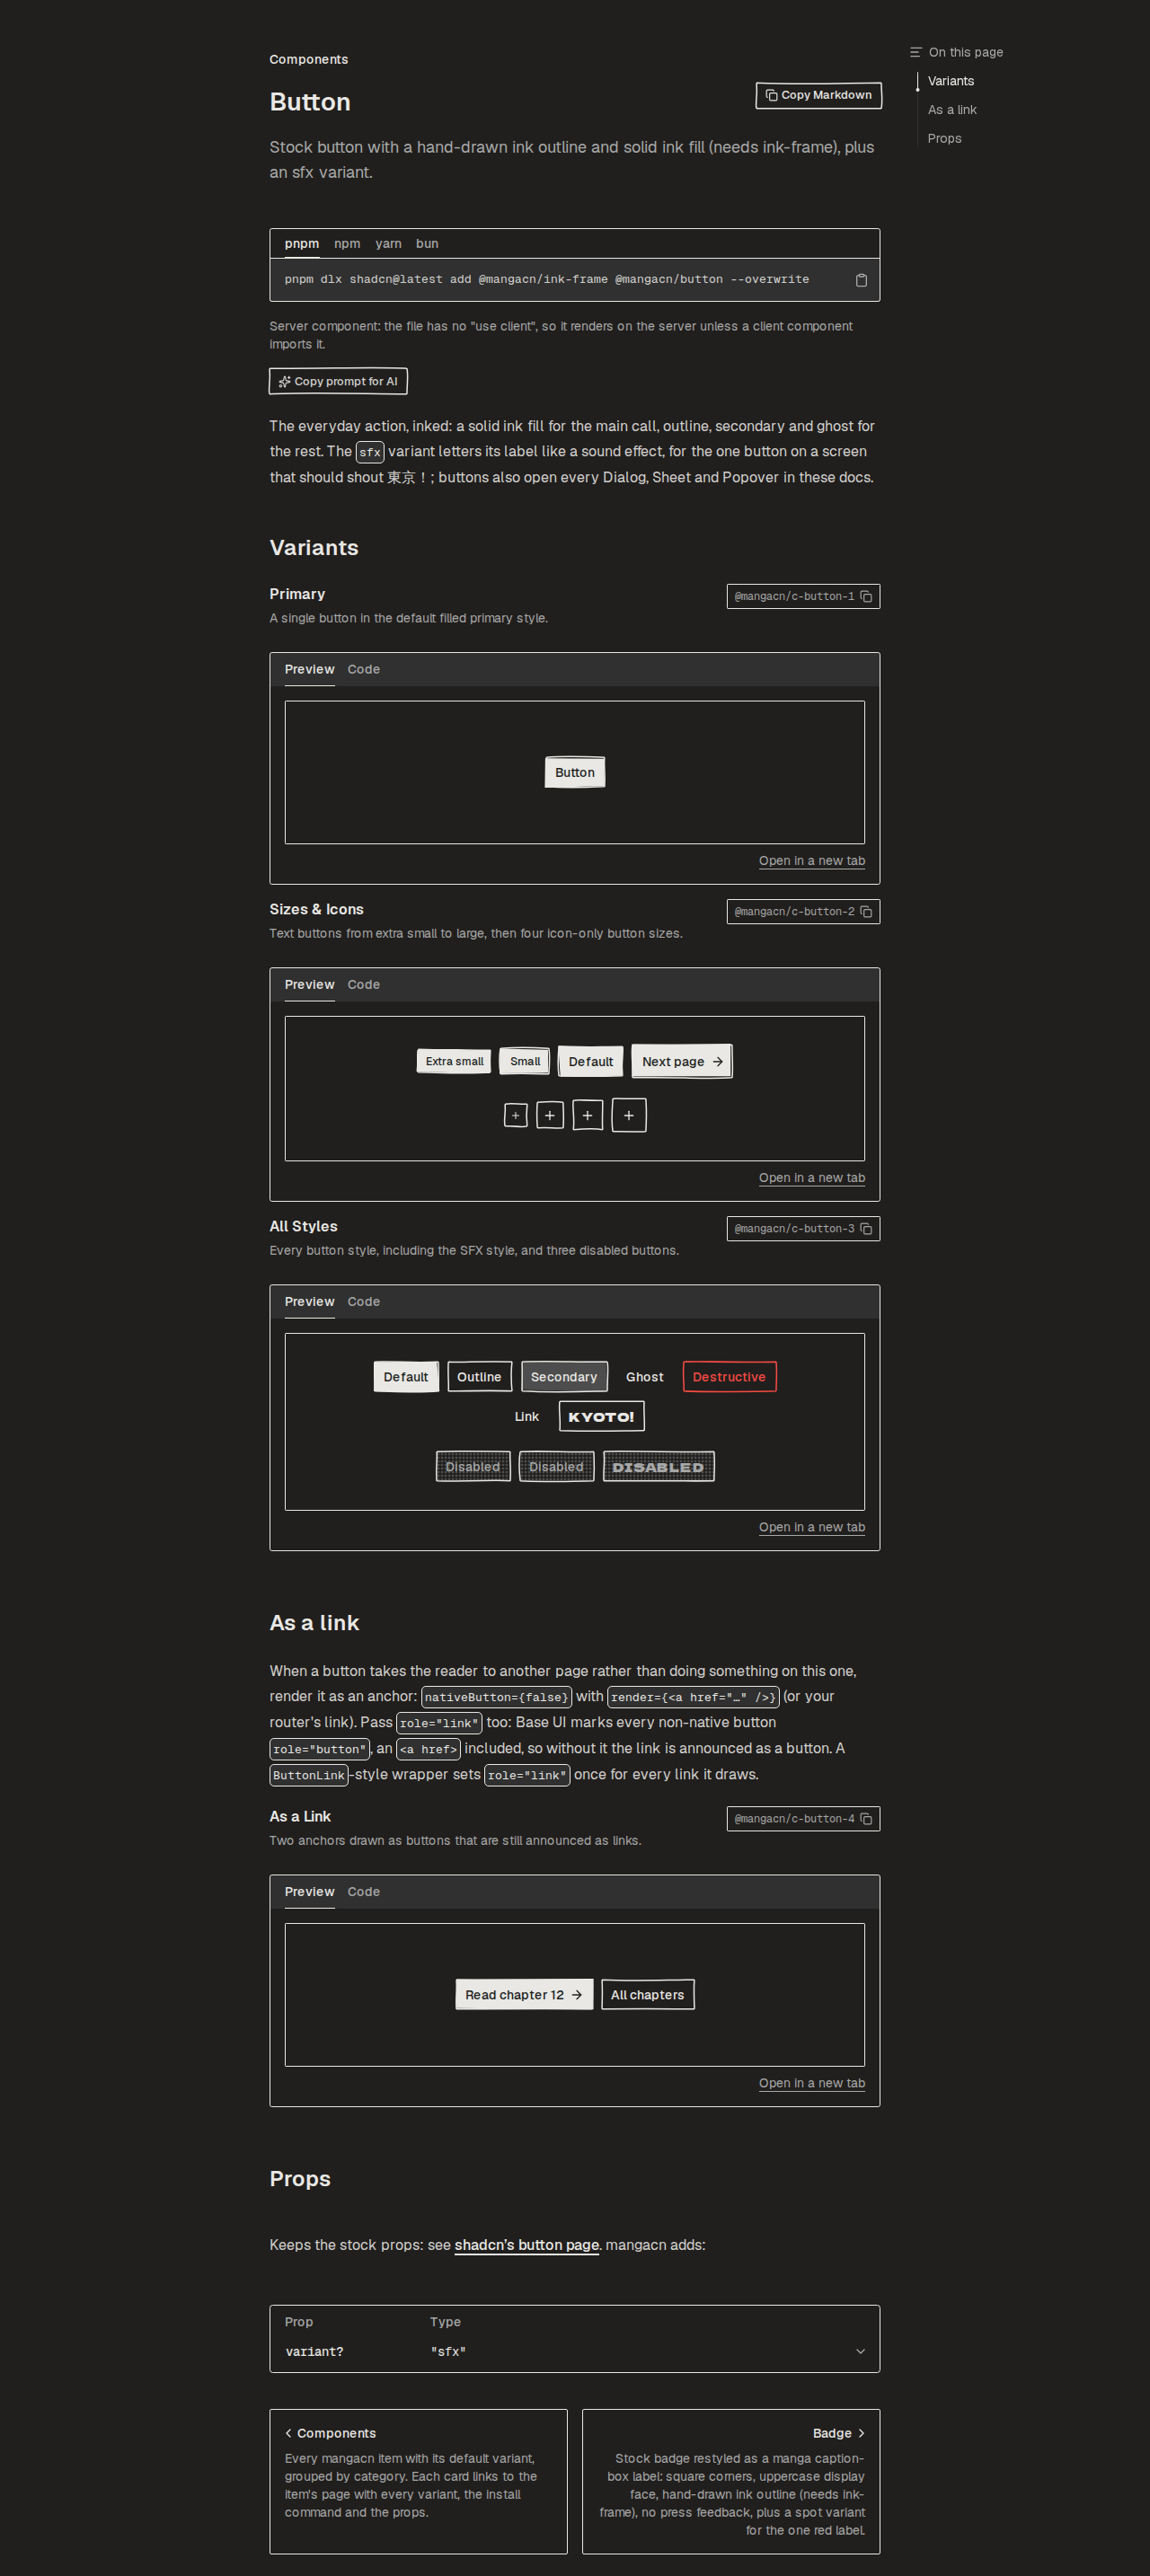 Components
On this page
Button
Copy Markdown
Variants
As a link
Props
Stock button with a hand-drawn ink outline and solid ink fill (needs ink-frame), plus
an sfx variant.
pnpm npm yarn bun
pnpm dlx shadcn@latest add @mangacn/ink-frame @mangacn/button --overwrite
Server component: the file has no "use client", so it renders on the server unless a client component
imports it.
Copy prompt for AI
The everyday action, inked: a solid ink fill for the main call, outline, secondary and ghost for
the rest. The sfx variant letters its label like a sound effect, for the one button on a screen
that should shout 東京！; buttons also open every Dialog, Sheet and Popover in these docs.
Variants
Primary
@mangacn/c-button-1
A single button in the default filled primary style.
Preview Code
Button
Open in a new tab
Sizes & Icons
@mangacn/c-button-2
Text buttons from extra small to large, then four icon-only button sizes.
Preview Code
Extra small Small Default Next page →
+ + + +
Open in a new tab
All Styles
@mangacn/c-button-3
Every button style, including the SFX style, and three disabled buttons.
Preview Code
Default Outline Secondary Ghost Destructive
Link KYOTO!
Disabled Disabled DISABLED
Open in a new tab
As a link
When a button takes the reader to another page rather than doing something on this one,
render it as an anchor: nativeButton={false} with render={<a href="…" />} (or your
router's link). Pass role="link" too: Base UI marks every non-native button
role="button", an <a href> included, so without it the link is announced as a button. A
ButtonLink-style wrapper sets role="link" once for every link it draws.
As a Link
@mangacn/c-button-4
Two anchors drawn as buttons that are still announced as links.
Preview Code
Read chapter 12 → All chapters
Open in a new tab
Props
Keeps the stock props: see shadcn's button page. mangacn adds:
Prop Type
variant? "sfx"
Components
Every mangacn item with its default variant,
grouped by category. Each card links to the
item's page with every variant, the install
command and the props.
Badge
Stock badge restyled as a manga caption-
box label: square corners, uppercase display
face, hand-drawn ink outline (needs ink-
frame), no press feedback, plus a spot variant
for the one red label.